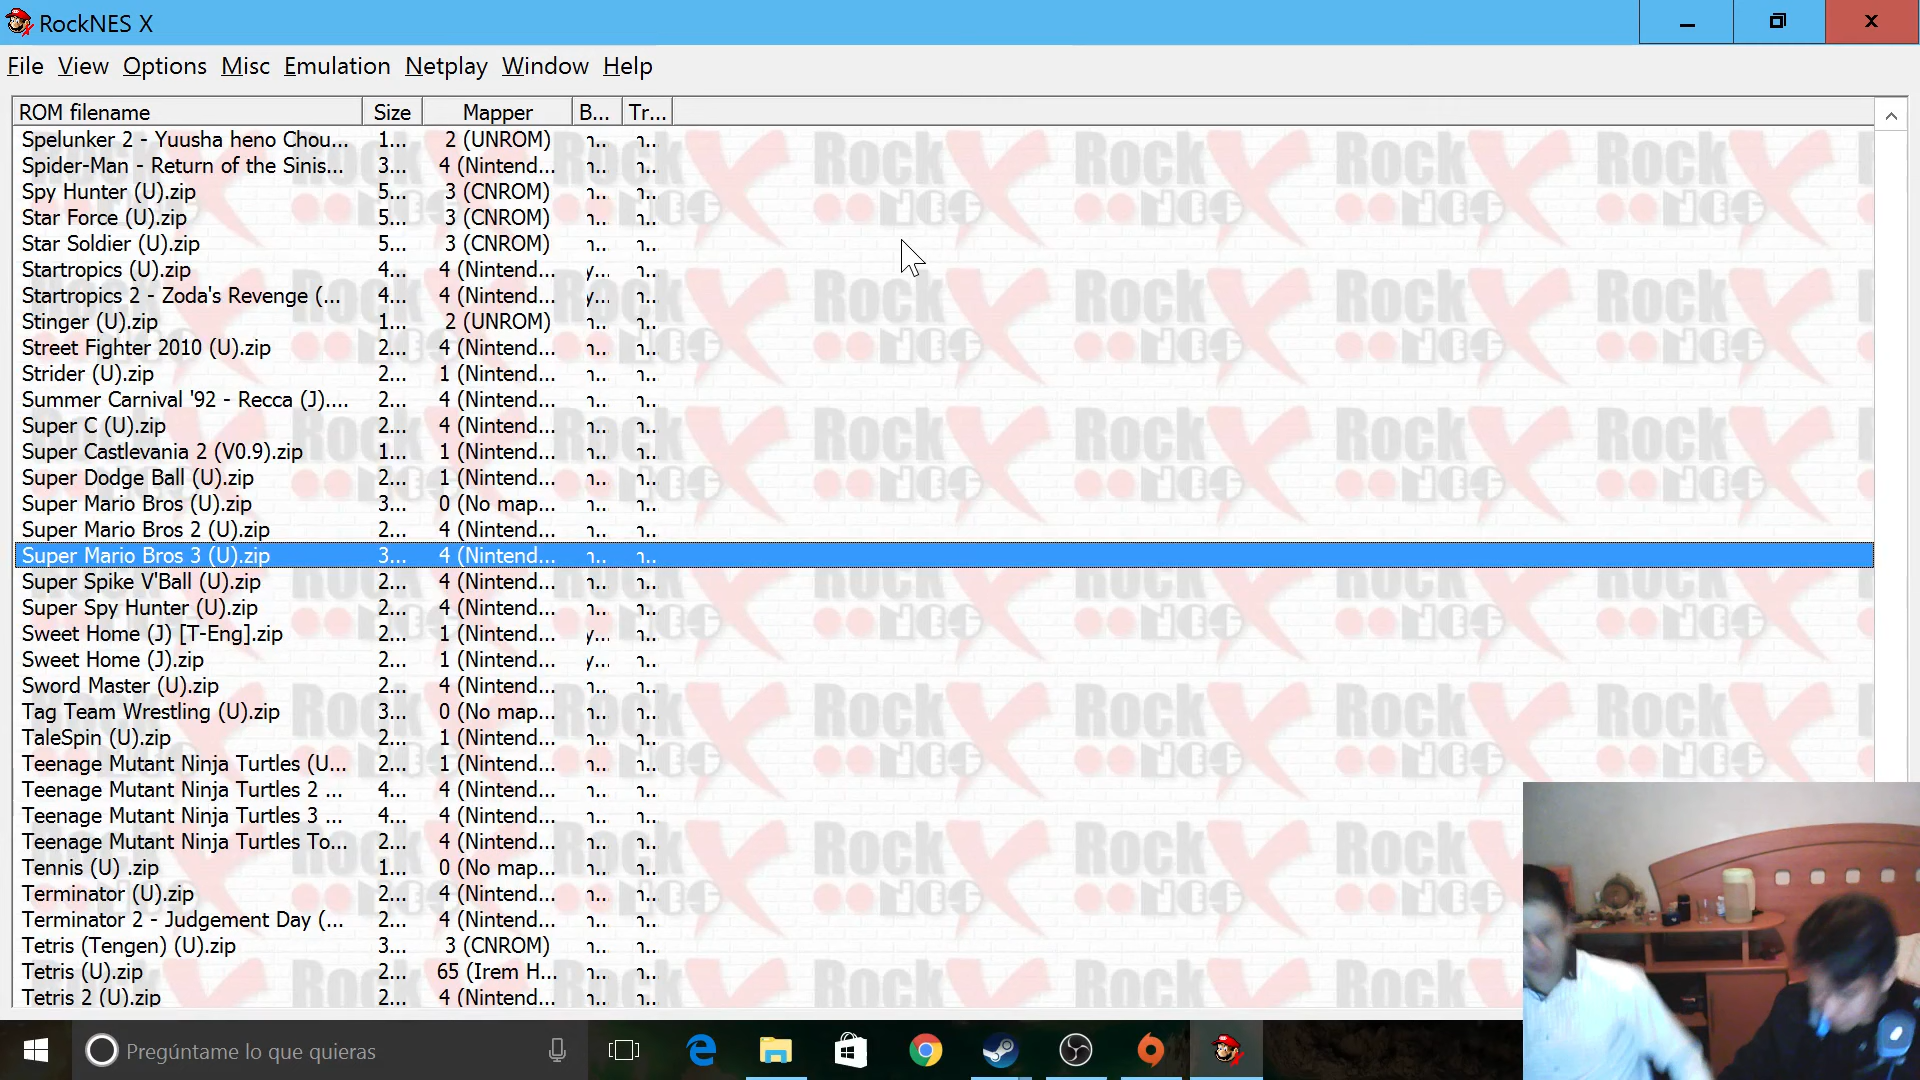 RockNES X
File View Options Misc Emulation Netplay Window Help
ROM filename Size Mapper B... Tr...
Spelunker 2 - Yuusha heno Chou... 1... 2 (UNROM)
Spider-Man - Return of the Sinis... 3... 4 (Nintend...
Spy Hunter (U).zip 5... 3 (CNROM)
Star Force (U).zip 5... 3 (CNROM)
Star Soldier (U).zip 5... 3 (CNROM)
Startropics (U).zip 4... 4 (Nintend... y...
Startropics 2 - Zoda's Revenge (... 4... 4 (Nintend... y...
Stinger (U).zip 1... 2 (UNROM)
Street Fighter 2010 (U).zip 2... 4 (Nintend...
Strider (U).zip 2... 1 (Nintend...
Summer Carnival '92 - Recca (J).... 2... 4 (Nintend...
Super C (U).zip 2... 4 (Nintend...
Super Castlevania 2 (V0.9).zip 1... 1 (Nintend...
Super Dodge Ball (U).zip 2... 1 (Nintend...
Super Mario Bros (U).zip 3... 0 (No map...
Super Mario Bros 2 (U).zip 2... 4 (Nintend...
Super Mario Bros 3 (U).zip 3... 4 (Nintend...
Super Spike V'Ball (U).zip 2... 4 (Nintend...
Super Spy Hunter (U).zip 2... 4 (Nintend...
Sweet Home (J) [T-Eng].zip 2... 1 (Nintend... y...
Sweet Home (J).zip 2... 1 (Nintend... y...
Sword Master (U).zip 2... 4 (Nintend...
Tag Team Wrestling (U).zip 3... 0 (No map...
TaleSpin (U).zip 2... 1 (Nintend...
Teenage Mutant Ninja Turtles (U... 2... 1 (Nintend...
Teenage Mutant Ninja Turtles 2 ... 4... 4 (Nintend...
Teenage Mutant Ninja Turtles 3 ... 4... 4 (Nintend...
Teenage Mutant Ninja Turtles To... 2... 4 (Nintend...
Tennis (U) .zip 1... 0 (No map...
Terminator (U).zip 2... 4 (Nintend...
Terminator 2 - Judgement Day (... 2... 4 (Nintend...
Tetris (Tengen) (U).zip 3... 3 (CNROM)
Tetris (U).zip 2... 65 (Irem H...
Tetris 2 (U).zip 2... 4 (Nintend...
Pregúntame lo que quieras